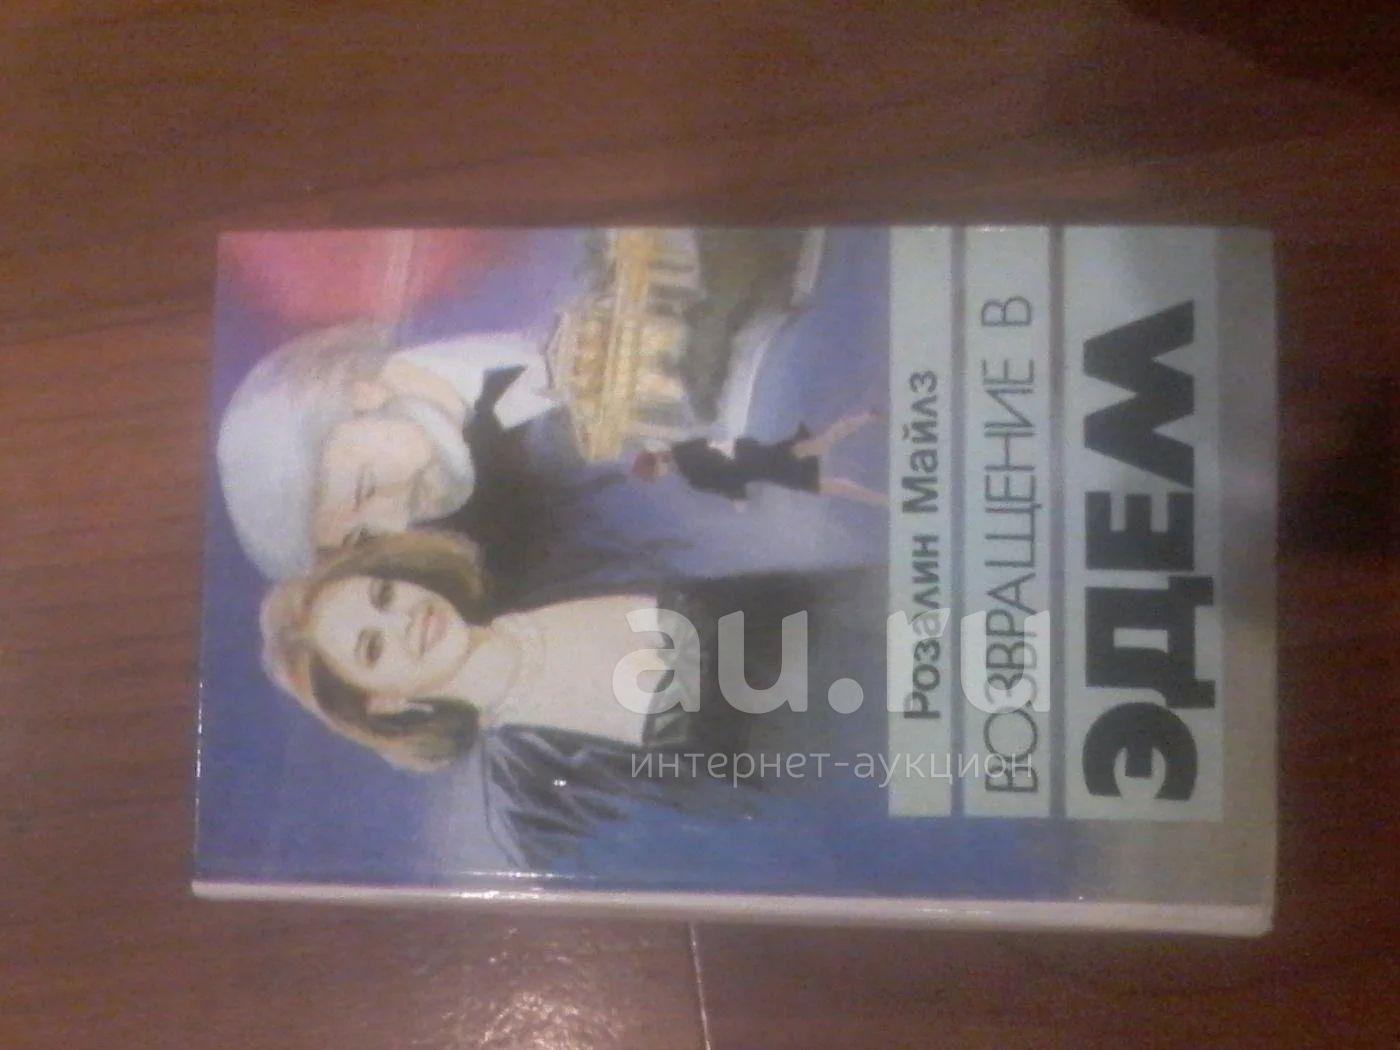 Розалин Майлз
ВОЗВРАЩЕНИЕ В
ЭДЕМ
au.ru
интернет-аукцион